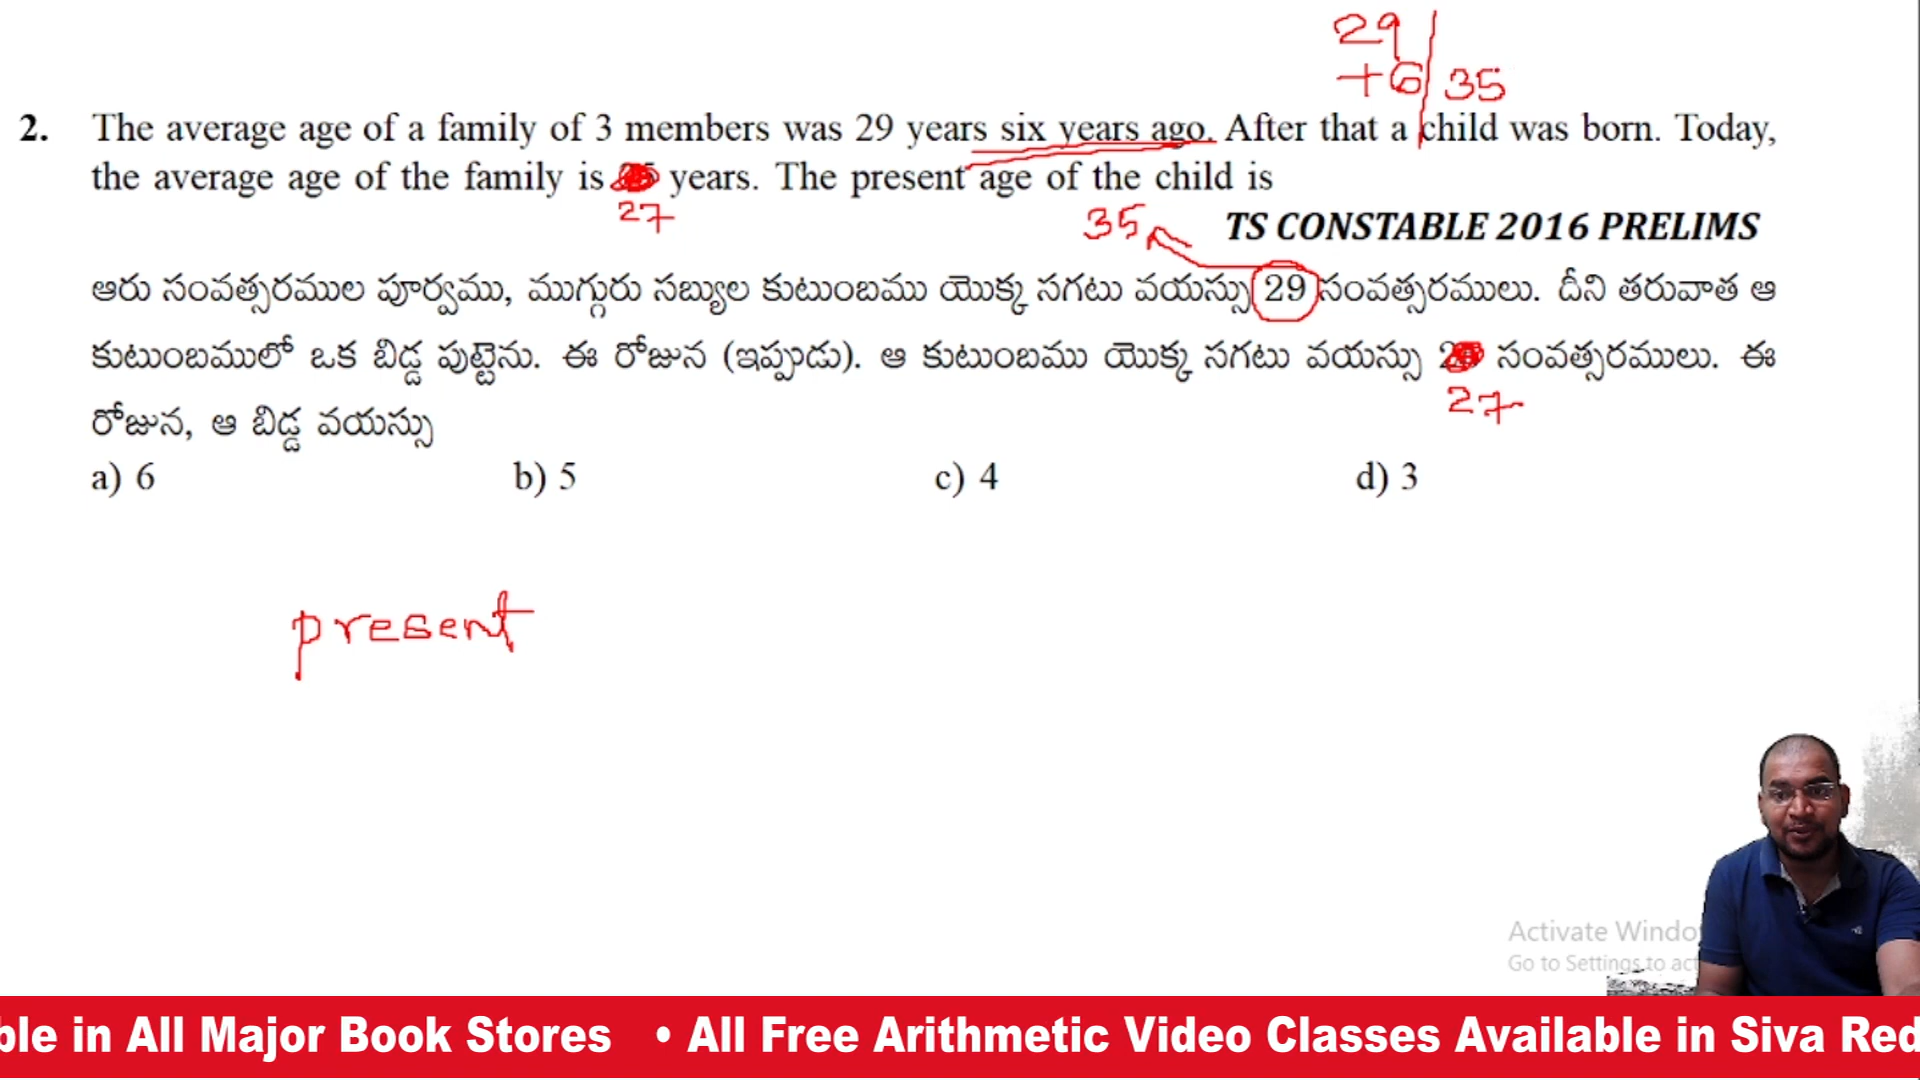 29
+6 35
2. The average age of a family of 3 members was 29 years six years ago. After that a child was born. Today,
the average age of the family is years. The present age of the child is
27
35 TS CONSTABLE 2016 PRELIMS
ఆరు సంవత్సరముల పూర్వము, ముగ్గురు సబ్యుల కుటుంబము యొక్క సగటు వయస్సు 29 సంవత్సరములు. దీని తరువాత ఆ
కుటుంబములో ఒక బిడ్డ పుట్టెను. ఈ రోజున (ఇప్పుడు). ఆ కుటుంబము యొక్క సగటు వయస్సు సంవత్సరములు. ఈ
27
రోజున, ఆ బిడ్డ వయస్సు
a) 6 b) 5 c) 4 d) 3
present
Activate Windo
Go to Settings to act
ble in All Major Book Stores • All Free Arithmetic Video Classes Available in Siva Red